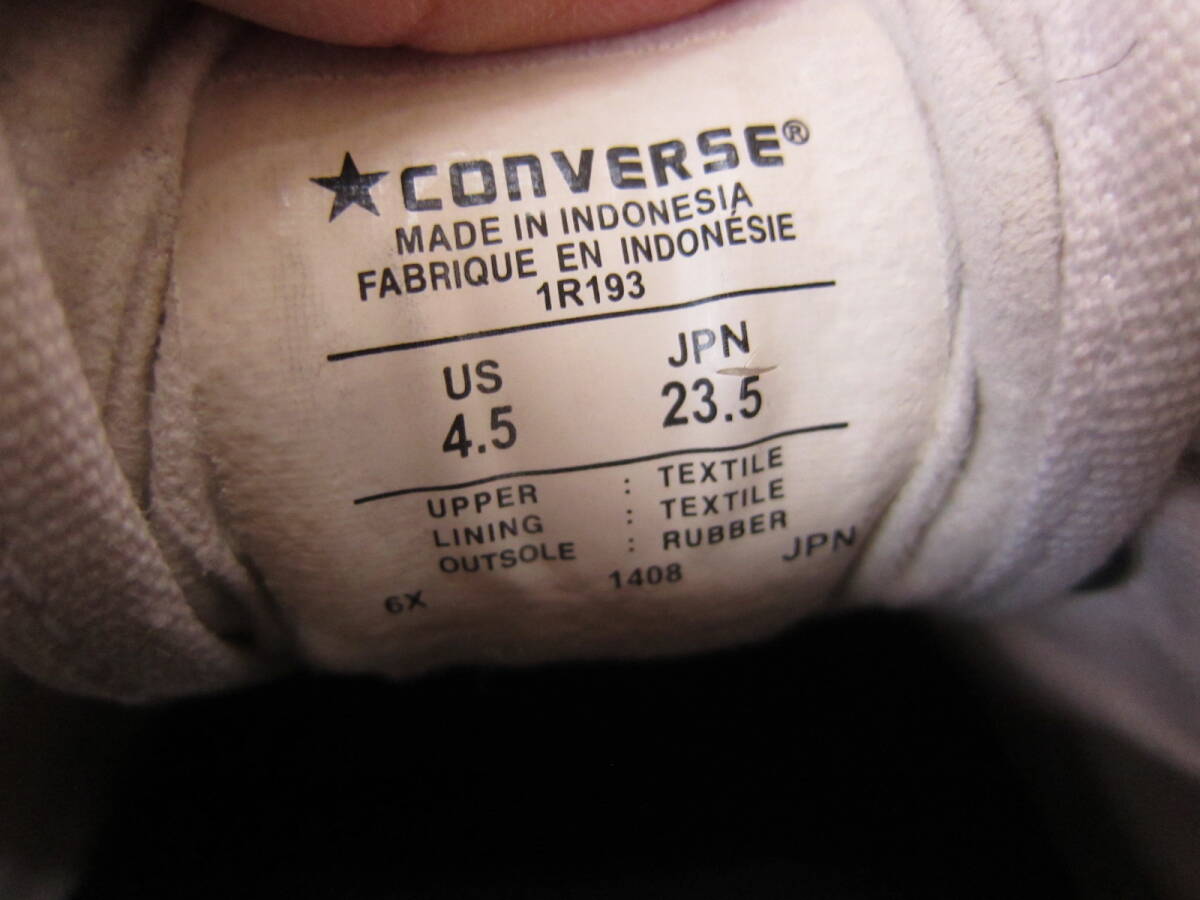 CONVERSE®
MADE IN INDONESIA
FABRIQUE EN INDONÉSIE
1R193
US JPN
4.5 23.5
UPPER : TEXTILE
LINING : TEXTILE
OUTSOLE : RUBBER
6X 1408 JPN